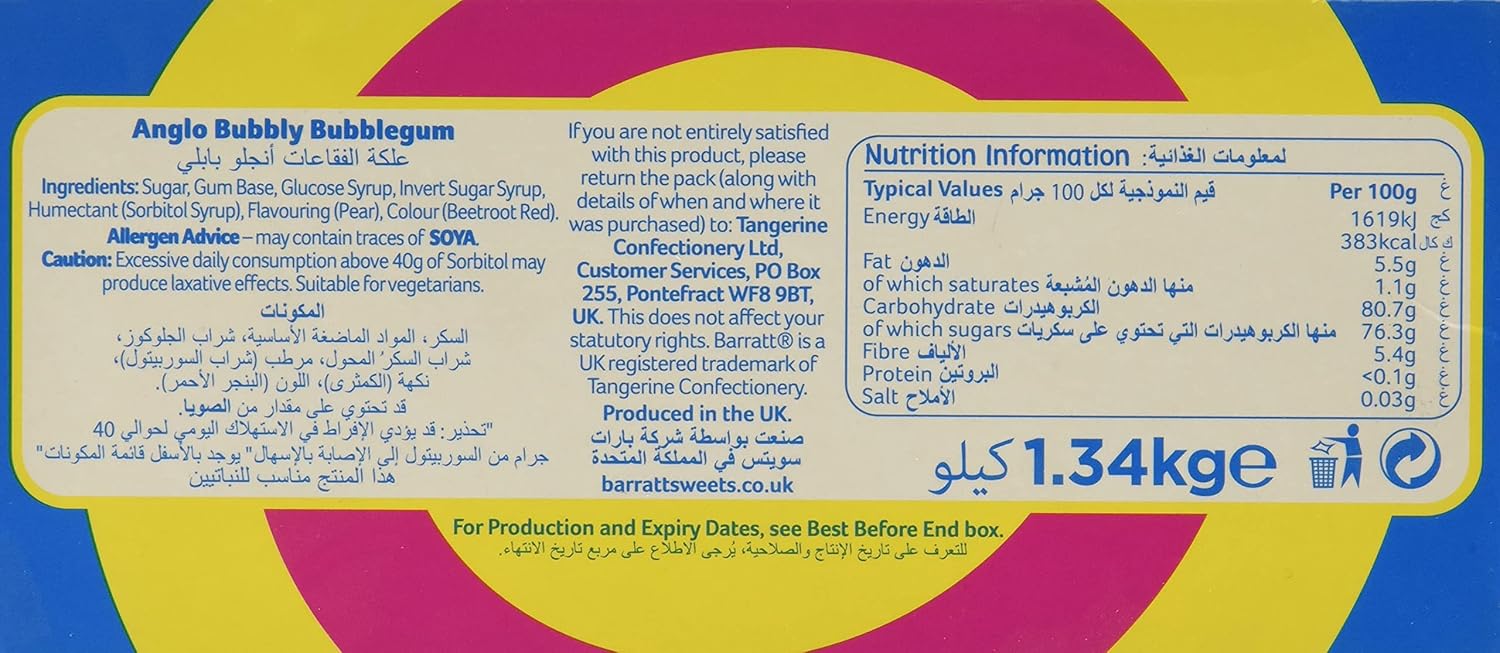 Anglo Bubbly Bubblegum
علكة الفقاعات أنجلو بابلي
Ingredients: Sugar, Gum Base, Glucose Syrup, Invert Sugar Syrup,
Humectant (Sorbitol Syrup), Flavouring (Pear), Colour (Beetroot Red).
Allergen Advice – may contain traces of SOYA.
Caution: Excessive daily consumption above 40g of Sorbitol may
produce laxative effects. Suitable for vegetarians.
المكونات
السكر، المواد الماضغة الأساسية، شراب الجلوكوز،
شراب السكر المحول، مرطب (شراب السوربيتول)،
نكهة (الكمثرى)، اللون (البنجر الأحمر).
قد تحتوي على مقدار من الصويا.
"تحذير: قد يؤدي الإفراط في الاستهلاك اليومي لحوالي 40
جرام من السوربيتول إلى الإصابة بالإسهال" يوجد بالأسفل قائمة المكونات"
هذا المنتج مناسب للنباتيين
If you are not entirely satisfied
with this product, please
return the pack (along with
details of when and where it
was purchased) to: Tangerine
Confectionery Ltd,
Customer Services, PO Box
255, Pontefract WF8 9BT,
UK. This does not affect your
statutory rights. Barratt® is a
UK registered trademark of
Tangerine Confectionery.
Produced in the UK.
صنعت بواسطة شركة بارات
سويتس في المملكة المتحدة
barrattsweets.co.uk
Nutrition Information لمعلومات الغذائية:
Typical Values قيم النموذجية لكل 100 جرام Per 100g غ
Energy الطاقة 1619kJ كج
383kcal ك كال
Fat الدهون 5.5g غ
of which saturates منها الدهون المُشبعة 1.1g غ
Carbohydrate الكربوهيدرات 80.7g غ
of which sugars منها الكربوهيدرات التي تحتوي على سكريات 76.3g غ
Fibre الألياف 5.4g غ
Protein البروتين <0.1g غ
Salt الأملاح 0.03g غ
1.34kg℮ كيلو
For Production and Expiry Dates, see Best Before End box.
للتعرف على تاريخ الإنتاج والصلاحية، يُرجى الاطلاع على مربع تاريخ الانتهاء.